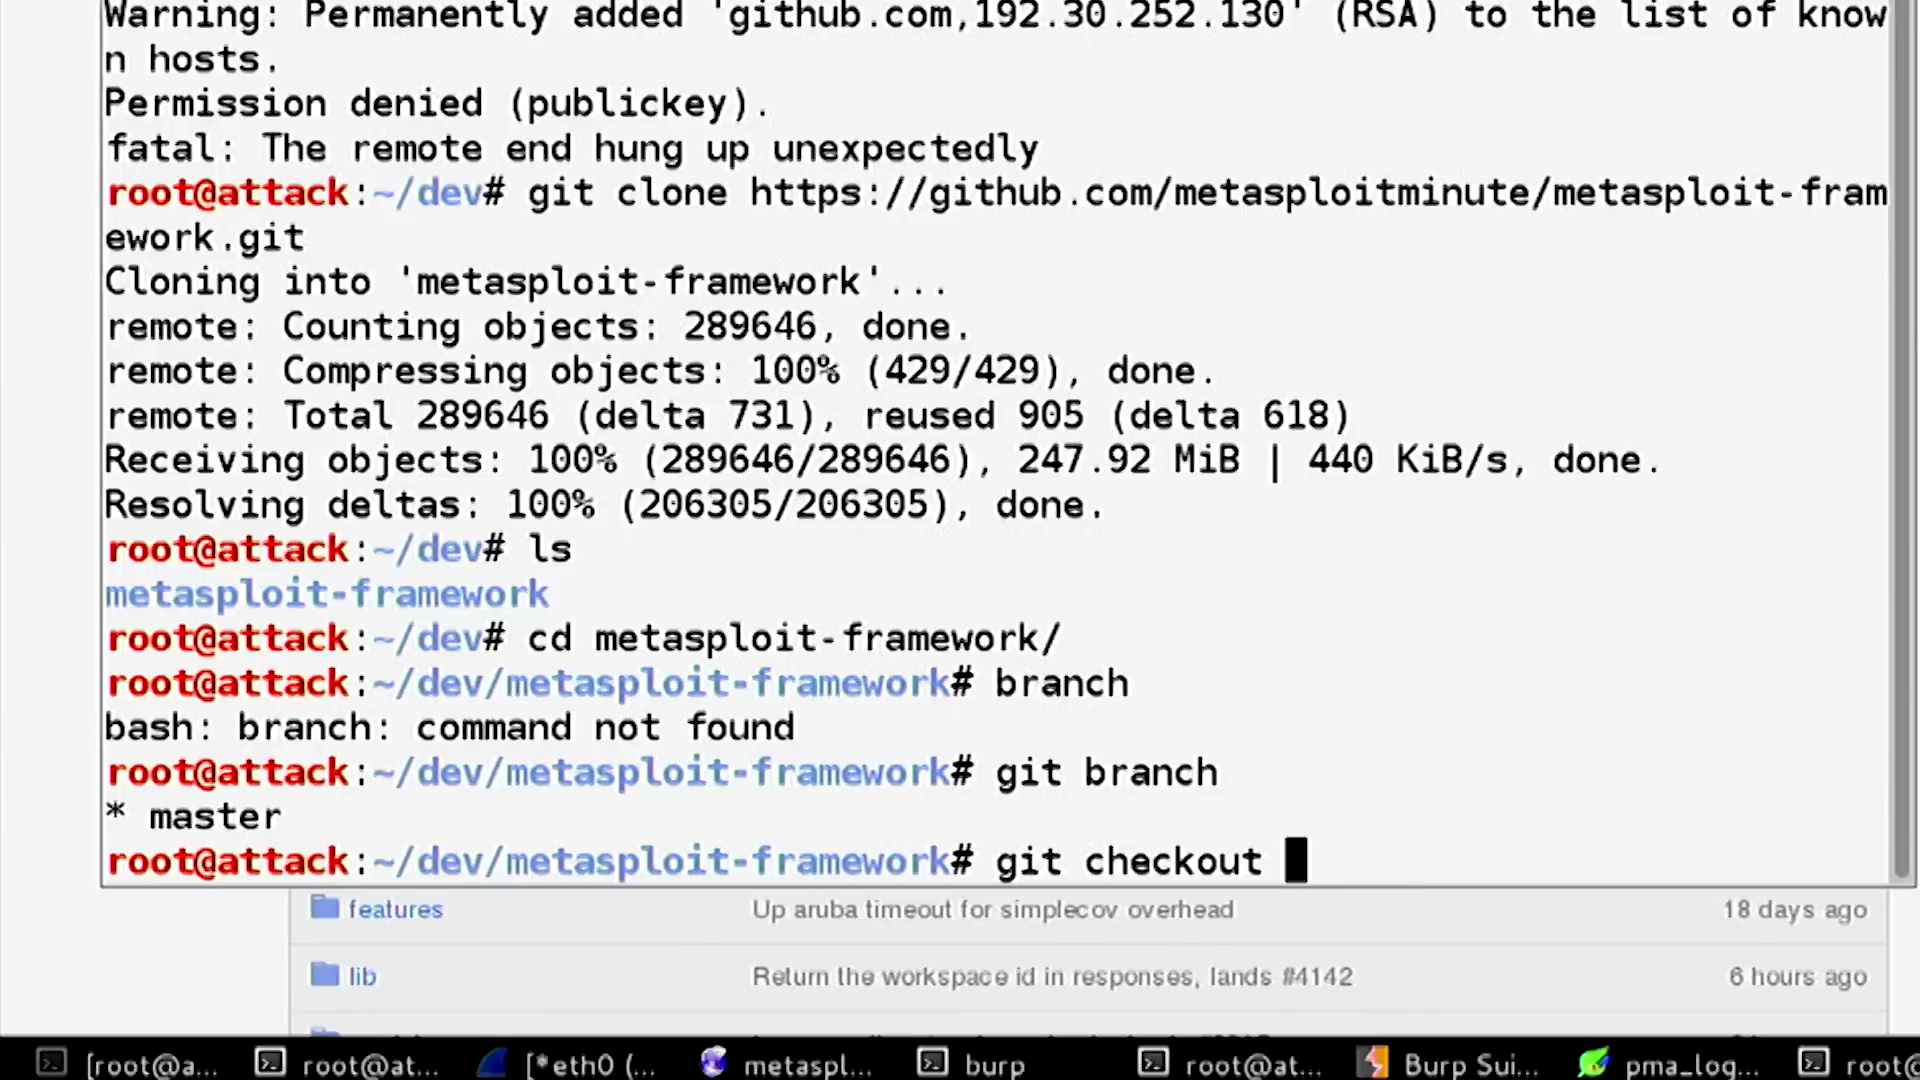 Warning: Permanently added 'github.com,192.30.252.130' (RSA) to the list of know
n hosts.
Permission denied (publickey).
fatal: The remote end hung up unexpectedly
root@attack:~/dev# git clone https://github.com/metasploitminute/metasploit-fram
ework.git
Cloning into 'metasploit-framework'...
remote: Counting objects: 289646, done.
remote: Compressing objects: 100% (429/429), done.
remote: Total 289646 (delta 731), reused 905 (delta 618)
Receiving objects: 100% (289646/289646), 247.92 MiB | 440 KiB/s, done.
Resolving deltas: 100% (206305/206305), done.
root@attack:~/dev# ls
metasploit-framework
root@attack:~/dev# cd metasploit-framework/
root@attack:~/dev/metasploit-framework# branch
bash: branch: command not found
root@attack:~/dev/metasploit-framework# git branch
* master
root@attack:~/dev/metasploit-framework# git checkout
features Up aruba timeout for simplecov overhead 18 days ago
lib Return the workspace id in responses, lands #4142 6 hours ago
[root@a... root@at... [*eth0 (... metaspl... burp root@at... Burp Sui... pma_log... root@